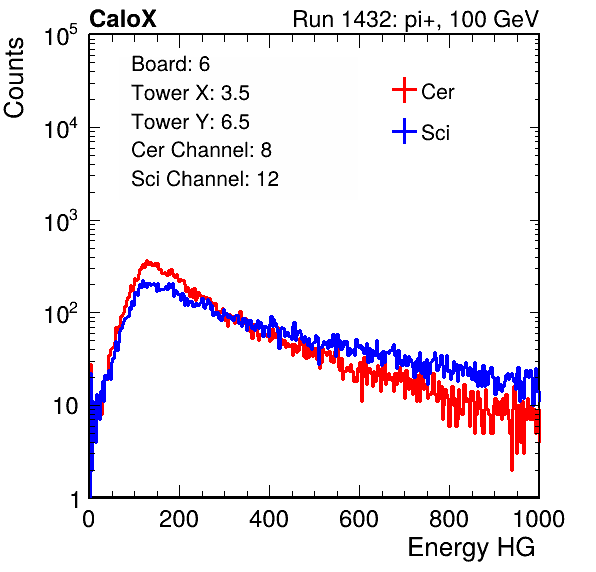 CaloX Run 1432: pi+, 100 GeV
Counts
Board: 6
Tower X: 3.5
Tower Y: 6.5
Cer Channel: 8
Sci Channel: 12
Cer
Sci
10^5
10^4
10^3
10^2
10
1
0 200 400 600 800 1000
Energy HG